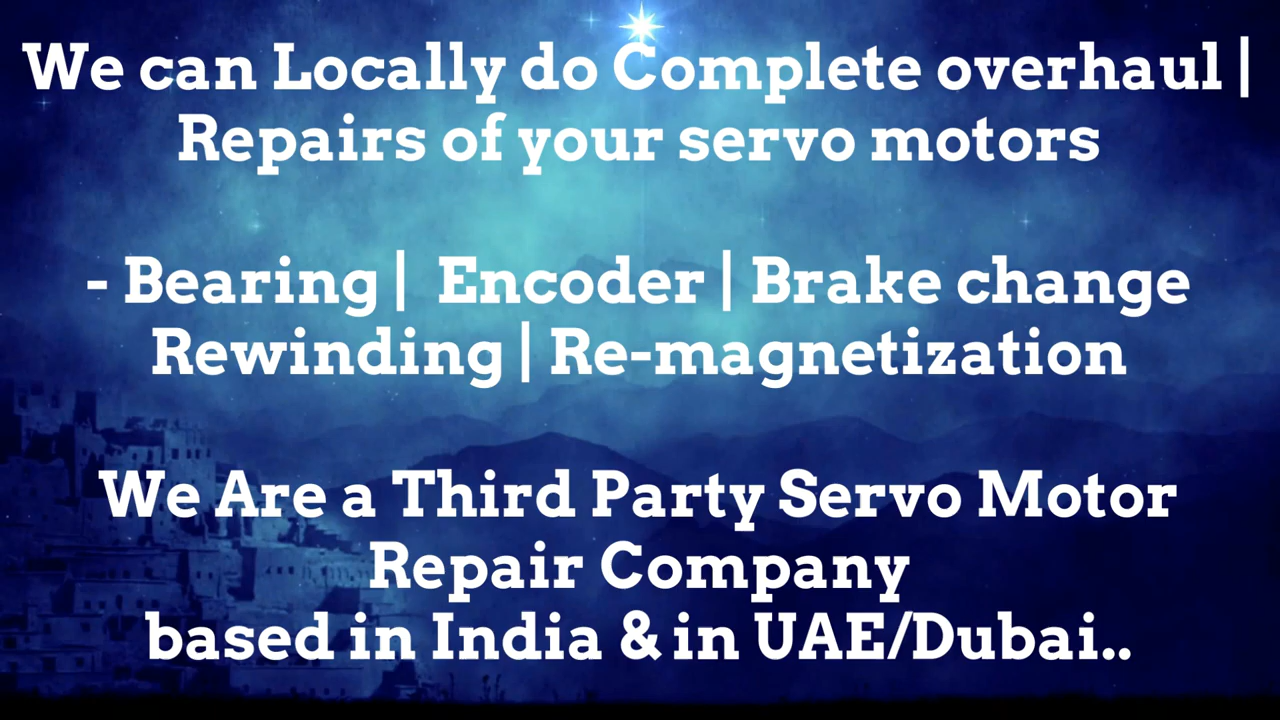 We can Locally do Complete overhaul |
Repairs of your servo motors
- Bearing | Encoder | Brake change
Rewinding | Re-magnetization
We Are a Third Party Servo Motor
Repair Company
based in India & in UAE/Dubai..